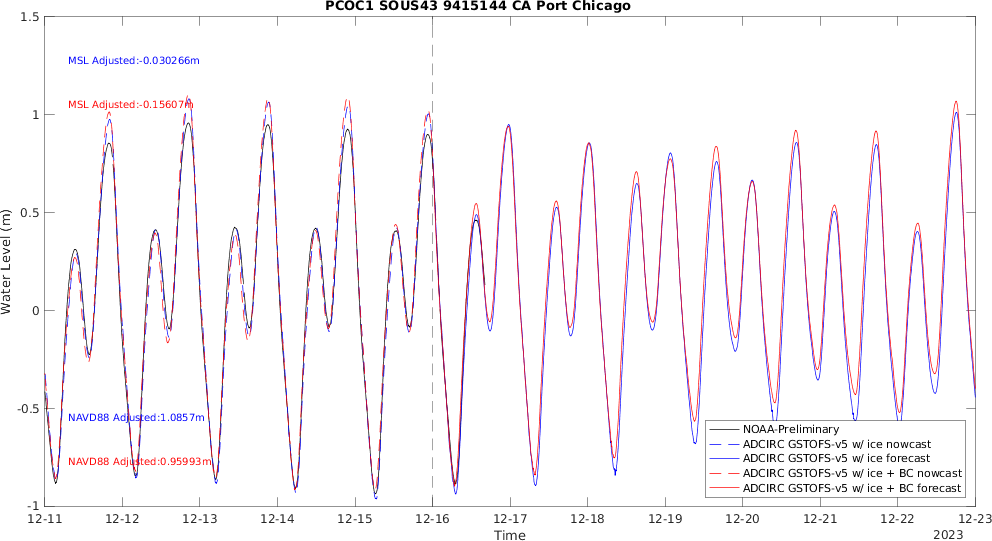 PCOC1 SOUS43 9415144 CA Port Chicago
1.5
MSL Adjusted:-0.030266m
MSL Adjusted:-0.15607m
1
0.5
Water Level (m)
0
-0.5
NAVD88 Adjusted:1.0857m
NAVD88 Adjusted:0.95993m
NOAA-Preliminary
ADCIRC GSTOFS-v5 w/ ice nowcast
ADCIRC GSTOFS-v5 w/ ice forecast
ADCIRC GSTOFS-v5 w/ ice + BC nowcast
ADCIRC GSTOFS-v5 w/ ice + BC forecast
-1
12-11 12-12 12-13 12-14 12-15 12-16 12-17 12-18 12-19 12-20 12-21 12-22 12-23
Time
2023